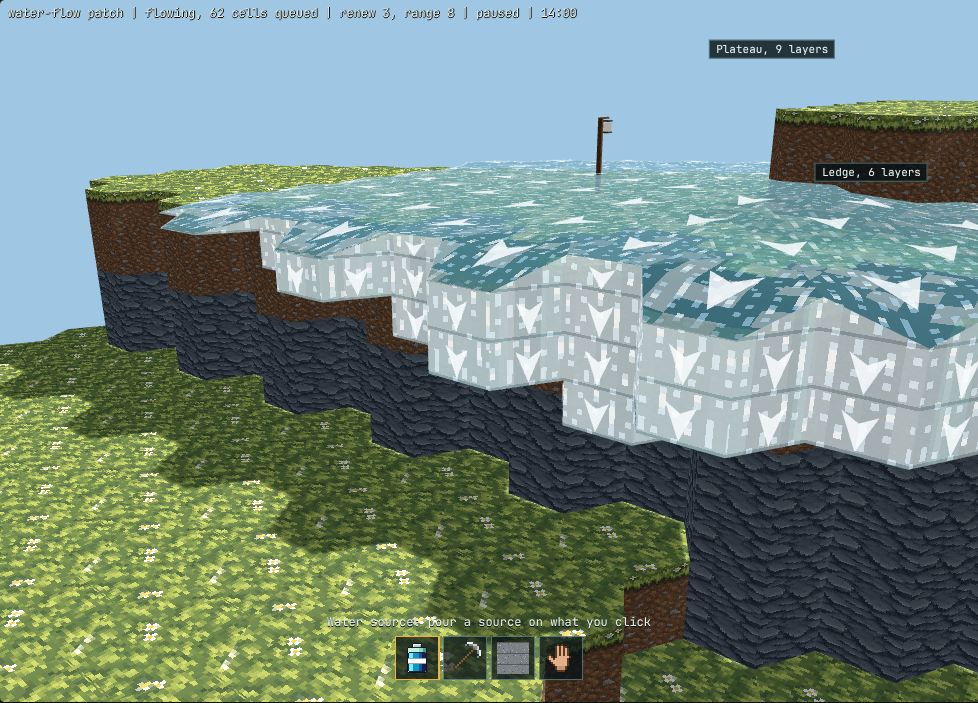 water-flow patch | flowing, 62 cells queued | renew 3, range 8 | paused | 14:00
Plateau, 9 layers
Ledge, 6 layers
Water source: pour a source on what you click